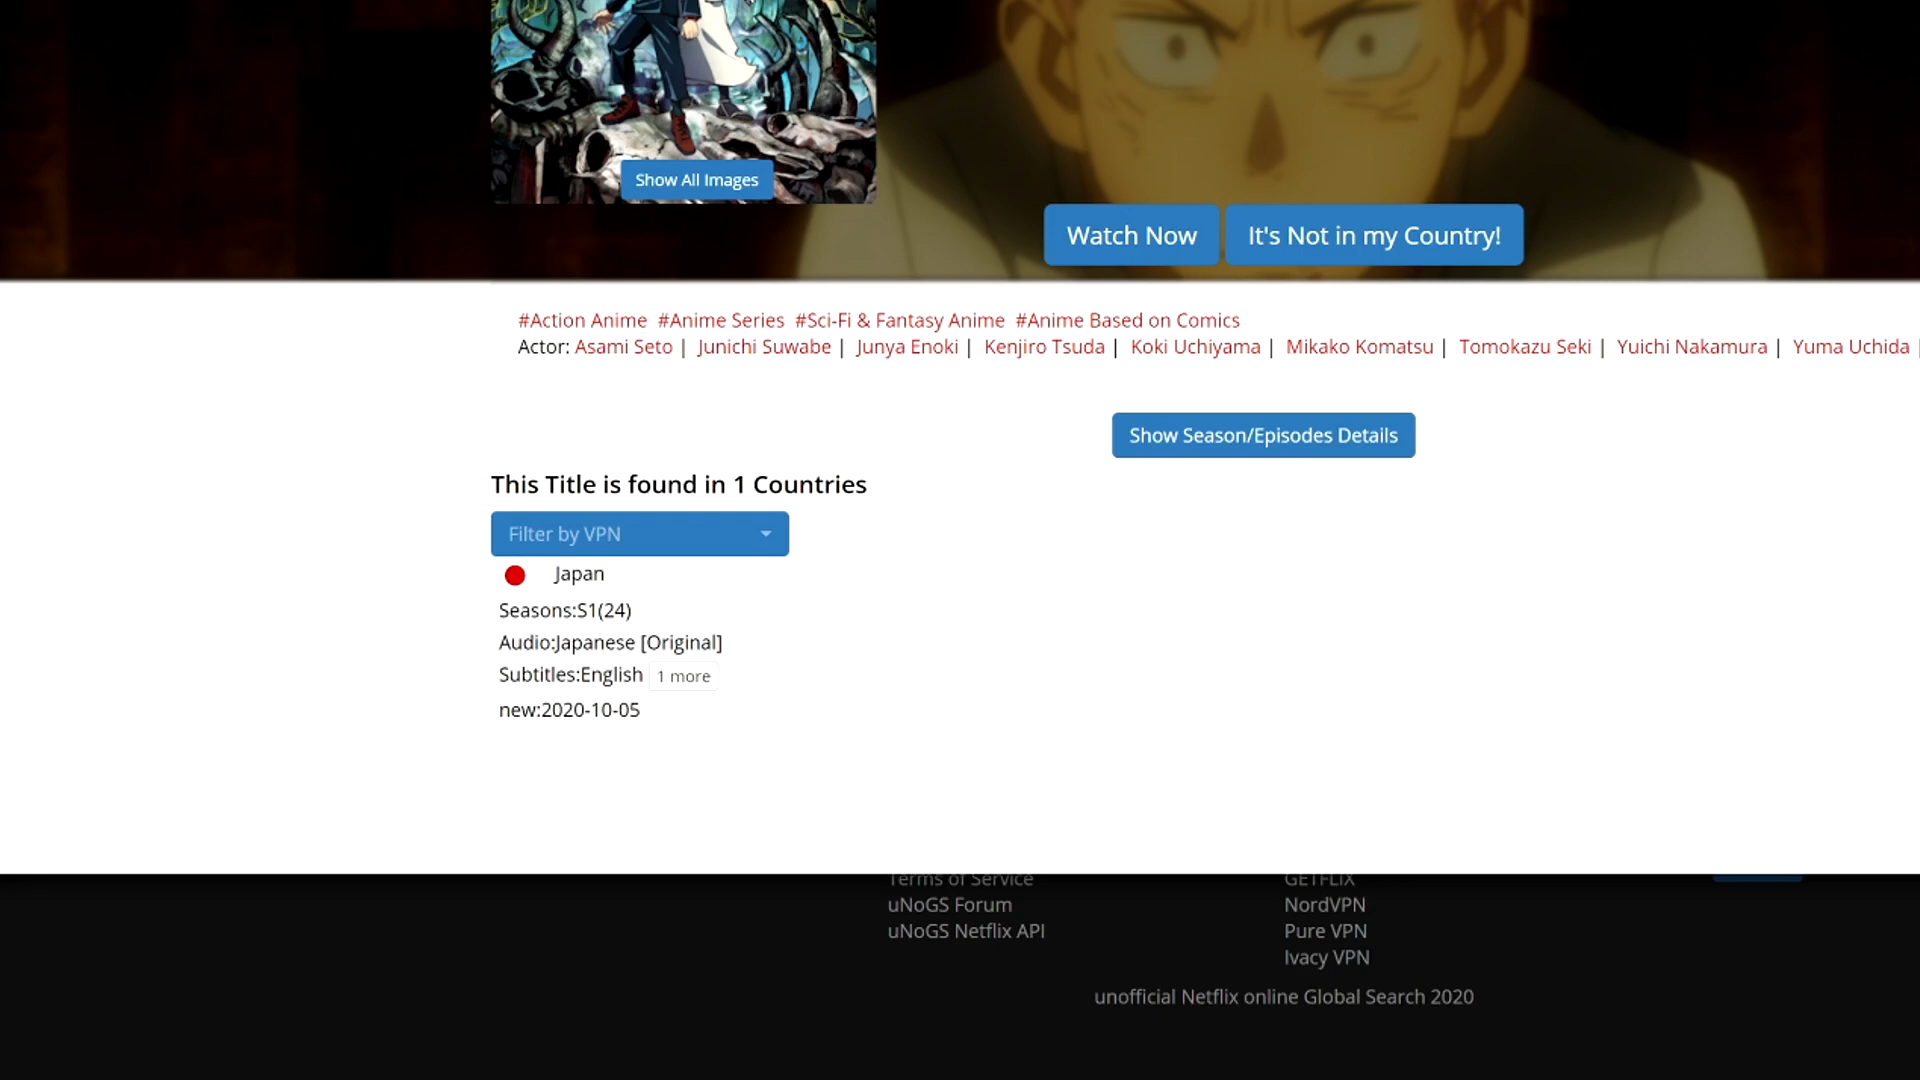 Show All Images
Watch Now
It's Not in my Country!
#Action Anime #Anime Series #Sci-Fi & Fantasy Anime #Anime Based on Comics
Actor: Asami Seto | Junichi Suwabe | Junya Enoki | Kenjiro Tsuda | Koki Uchiyama | Mikako Komatsu | Tomokazu Seki | Yuichi Nakamura | Yuma Uchida |
Show Season/Episodes Details
This Title is found in 1 Countries
Filter by VPN
Japan
Seasons:S1(24)
Audio:Japanese [Original]
Subtitles:English 1 more
new:2020-10-05
Terms of Service
uNoGS Forum
uNoGS Netflix API
GETFLIX
NordVPN
Pure VPN
Ivacy VPN
unofficial Netflix online Global Search 2020